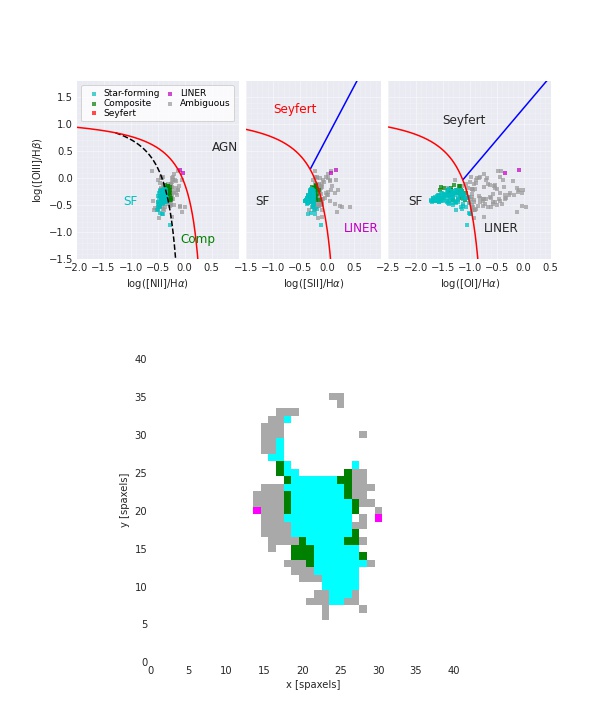 Star-forming LINER
Composite Ambiguous
Seyfert
AGN
SF
Comp
log([OIII]/Hβ)
1.5
1.0
0.5
0.0
−0.5
−1.0
−1.5
−2.0 −1.5 −1.0 −0.5 0.0 0.5
log([NII]/Hα)
Seyfert
SF
LINER
−1.5 −1.0 −0.5 0.0 0.5
log([SII]/Hα)
Seyfert
SF
LINER
−2.5 −2.0 −1.5 −1.0 −0.5 0.0 0.5
log([OI]/Hα)
40
35
30
25
20
15
10
5
0
y [spaxels]
0 5 10 15 20 25 30 35 40
x [spaxels]